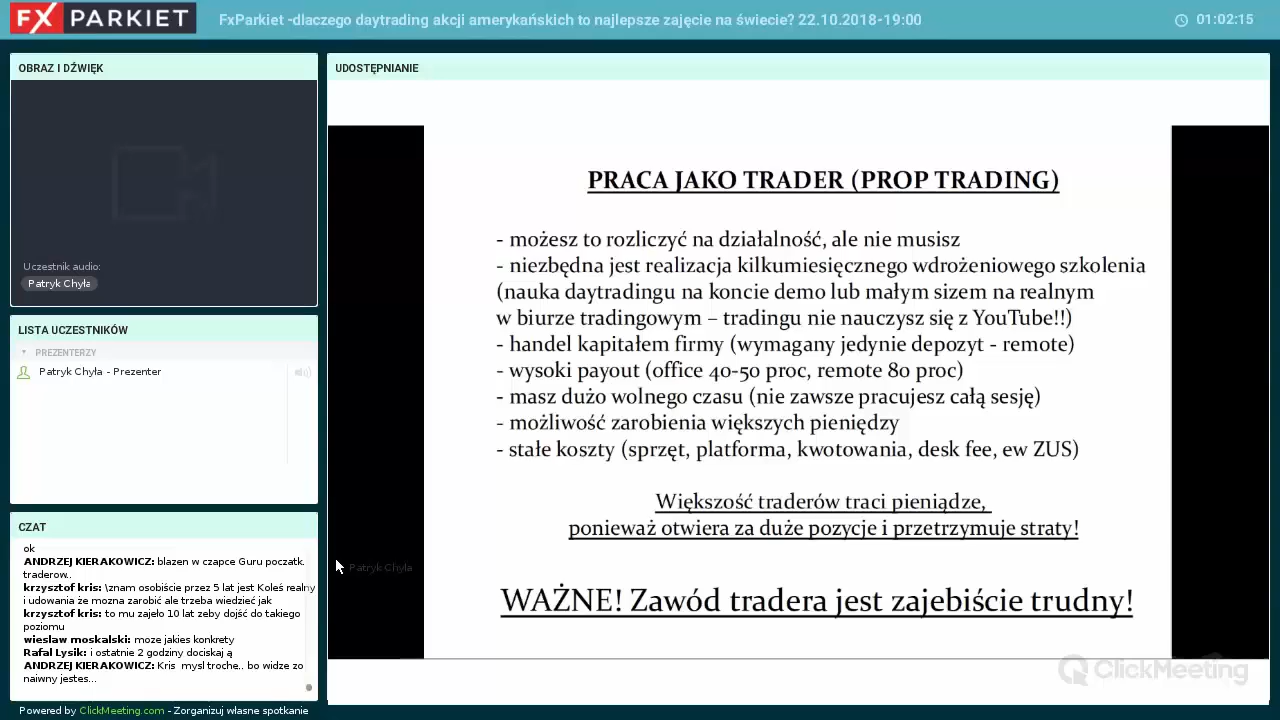 FX PARKIET
FxParkiet -dlaczego daytrading akcji amerykańskich to najlepsze zajęcie na świecie? 22.10.2018-19:00
01:02:15
OBRAZ I DŹWIĘK
Uczestnik audio:
Patryk Chyła
LISTA UCZESTNIKÓW
PREZENTERZY
Patryk Chyła - Prezenter
CZAT
ok
ANDRZEJ KIERAKOWICZ: blazen w czapce Guru poczatk.
traderow..
krzysztof kris: \znam osobiście przez 5 lat jest Koleś realny
i udowania że mozna zarobić ale trzeba wiedzieć jak
krzysztof kris: to mu zajeło 10 lat zeby dojść do takiego
poziomu
wieslaw moskalski: moze jakies konkrety
Rafal Lysik: i ostatnie 2 godziny dociskaj ą
ANDRZEJ KIERAKOWICZ: Kris mysl troche.. bo widze zo
naiwny jestes...
Powered by ClickMeeting.com - Zorganizuj własne spotkanie
UDOSTĘPNIANIE
PRACA JAKO TRADER (PROP TRADING)
- możesz to rozliczyć na działalność, ale nie musisz
- niezbędna jest realizacja kilkumiesięcznego wdrożeniowego szkolenia
(nauka daytradingu na koncie demo lub małym sizem na realnym
w biurze tradingowym – tradingu nie nauczysz się z YouTube!!)
- handel kapitałem firmy (wymagany jedynie depozyt - remote)
- wysoki payout (office 40-50 proc, remote 80 proc)
- masz dużo wolnego czasu (nie zawsze pracujesz całą sesję)
- możliwość zarobienia większych pieniędzy
- stałe koszty (sprzęt, platforma, kwotowania, desk fee, ew ZUS)
Większość traderów traci pieniądze,
ponieważ otwiera za duże pozycje i przetrzymuje straty!
Patryk Chyla
WAŻNE! Zawód tradera jest zajebiście trudny!
ClickMeeting